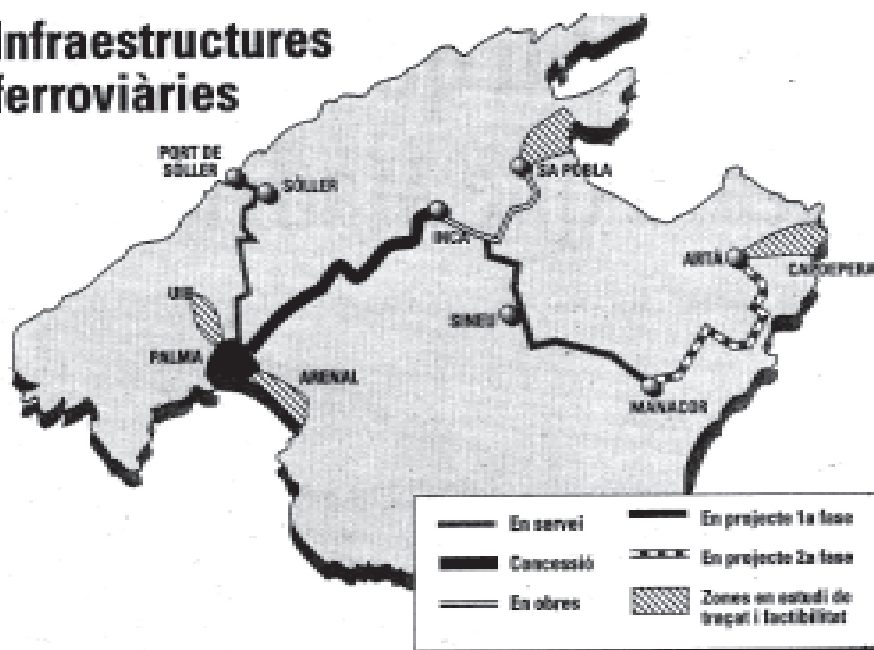 Infraestructures
ferroviàries
PORT DE
SOLLER
SÓLLER
SA POBLA
INCA
ARTÀ
CAPDEPERA
UIB
SINEU
PALMA
ARENAL
MANACOR
En servei
Concessió
En obres
En projecte 1a fase
En projecte 2a fase
Zones en estudi de
traçat i factibilitat